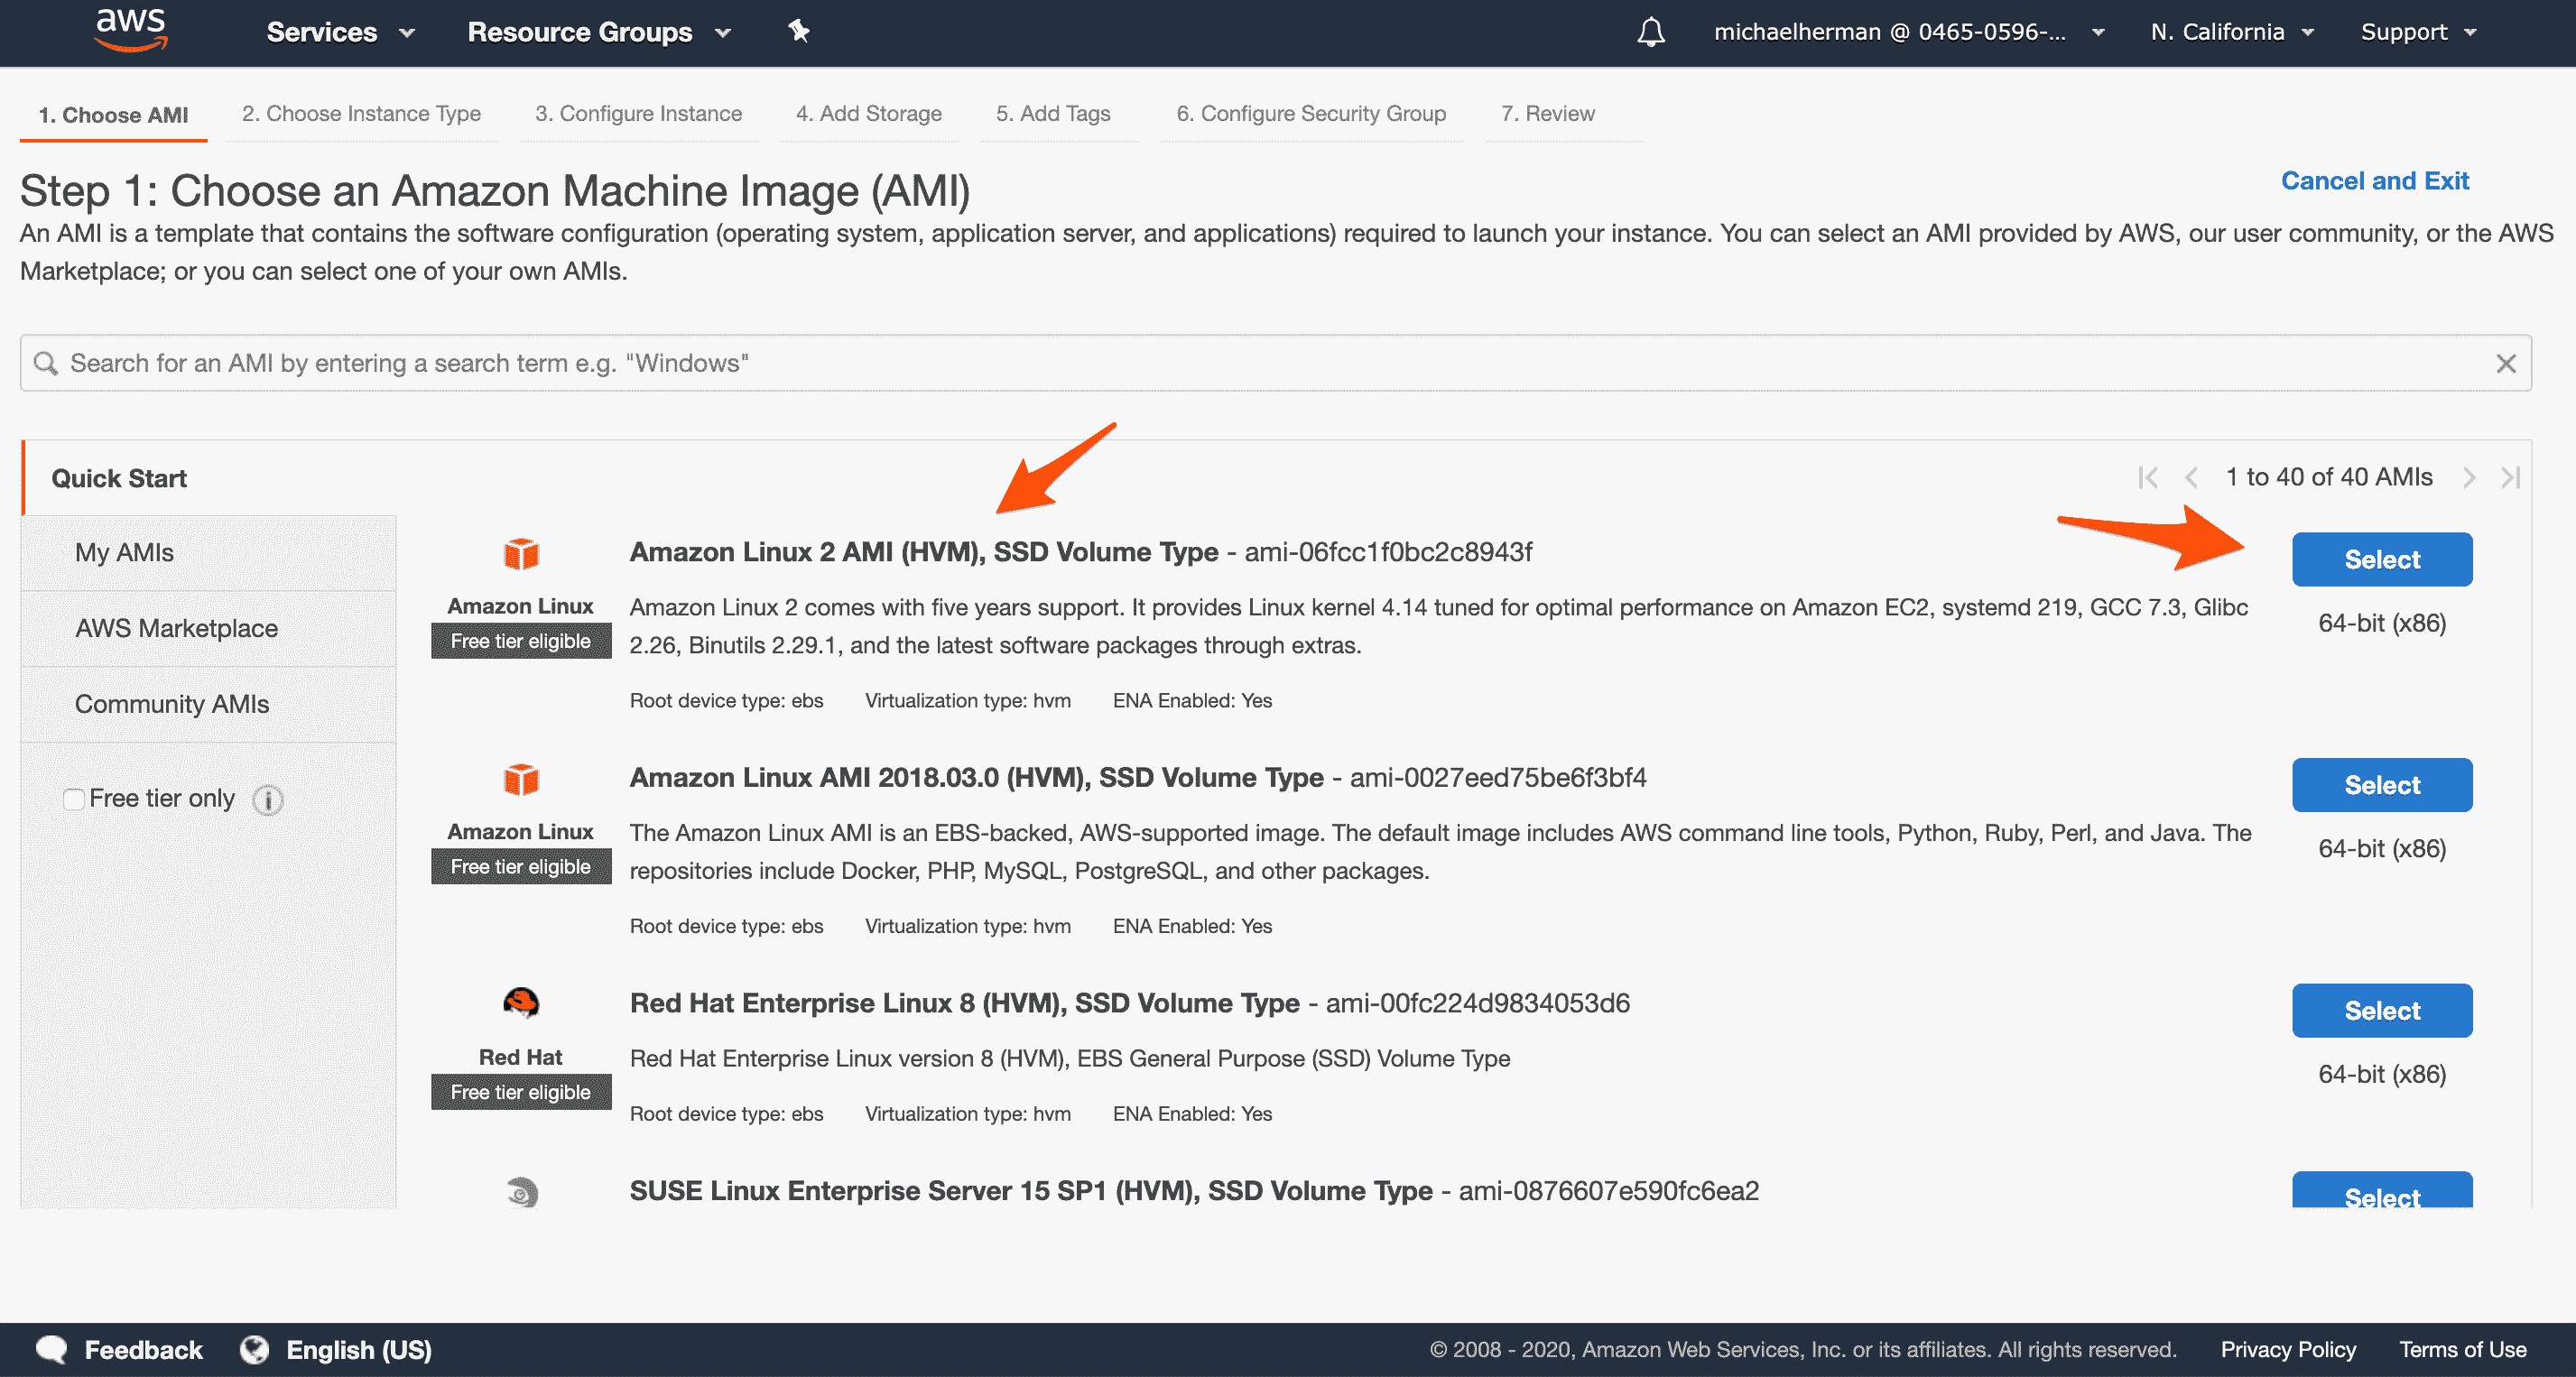 aws Services Resource Groups michaelherman @ 0465-0596-... N. California Support
1. Choose AMI 2. Choose Instance Type 3. Configure Instance 4. Add Storage 5. Add Tags 6. Configure Security Group 7. Review
Step 1: Choose an Amazon Machine Image (AMI)
Cancel and Exit
An AMI is a template that contains the software configuration (operating system, application server, and applications) required to launch your instance. You can select an AMI provided by AWS, our user community, or the AWS
Marketplace; or you can select one of your own AMIs.
Search for an AMI by entering a search term e.g. "Windows"
Quick Start
1 to 40 of 40 AMIs
My AMIs
AWS Marketplace
Community AMIs
Free tier only
Amazon Linux
Free tier eligible
Amazon Linux 2 AMI (HVM), SSD Volume Type - ami-06fcc1f0bc2c8943f
Amazon Linux 2 comes with five years support. It provides Linux kernel 4.14 tuned for optimal performance on Amazon EC2, systemd 219, GCC 7.3, Glibc
2.26, Binutils 2.29.1, and the latest software packages through extras.
Root device type: ebs Virtualization type: hvm ENA Enabled: Yes
Select
64-bit (x86)
Amazon Linux
Free tier eligible
Amazon Linux AMI 2018.03.0 (HVM), SSD Volume Type - ami-0027eed75be6f3bf4
The Amazon Linux AMI is an EBS-backed, AWS-supported image. The default image includes AWS command line tools, Python, Ruby, Perl, and Java. The
repositories include Docker, PHP, MySQL, PostgreSQL, and other packages.
Root device type: ebs Virtualization type: hvm ENA Enabled: Yes
Select
64-bit (x86)
Red Hat
Free tier eligible
Red Hat Enterprise Linux 8 (HVM), SSD Volume Type - ami-00fc224d9834053d6
Red Hat Enterprise Linux version 8 (HVM), EBS General Purpose (SSD) Volume Type
Root device type: ebs Virtualization type: hvm ENA Enabled: Yes
Select
64-bit (x86)
SUSE Linux Enterprise Server 15 SP1 (HVM), SSD Volume Type - ami-0876607e590fc6ea2
Select
Feedback English (US) © 2008 - 2020, Amazon Web Services, Inc. or its affiliates. All rights reserved. Privacy Policy Terms of Use